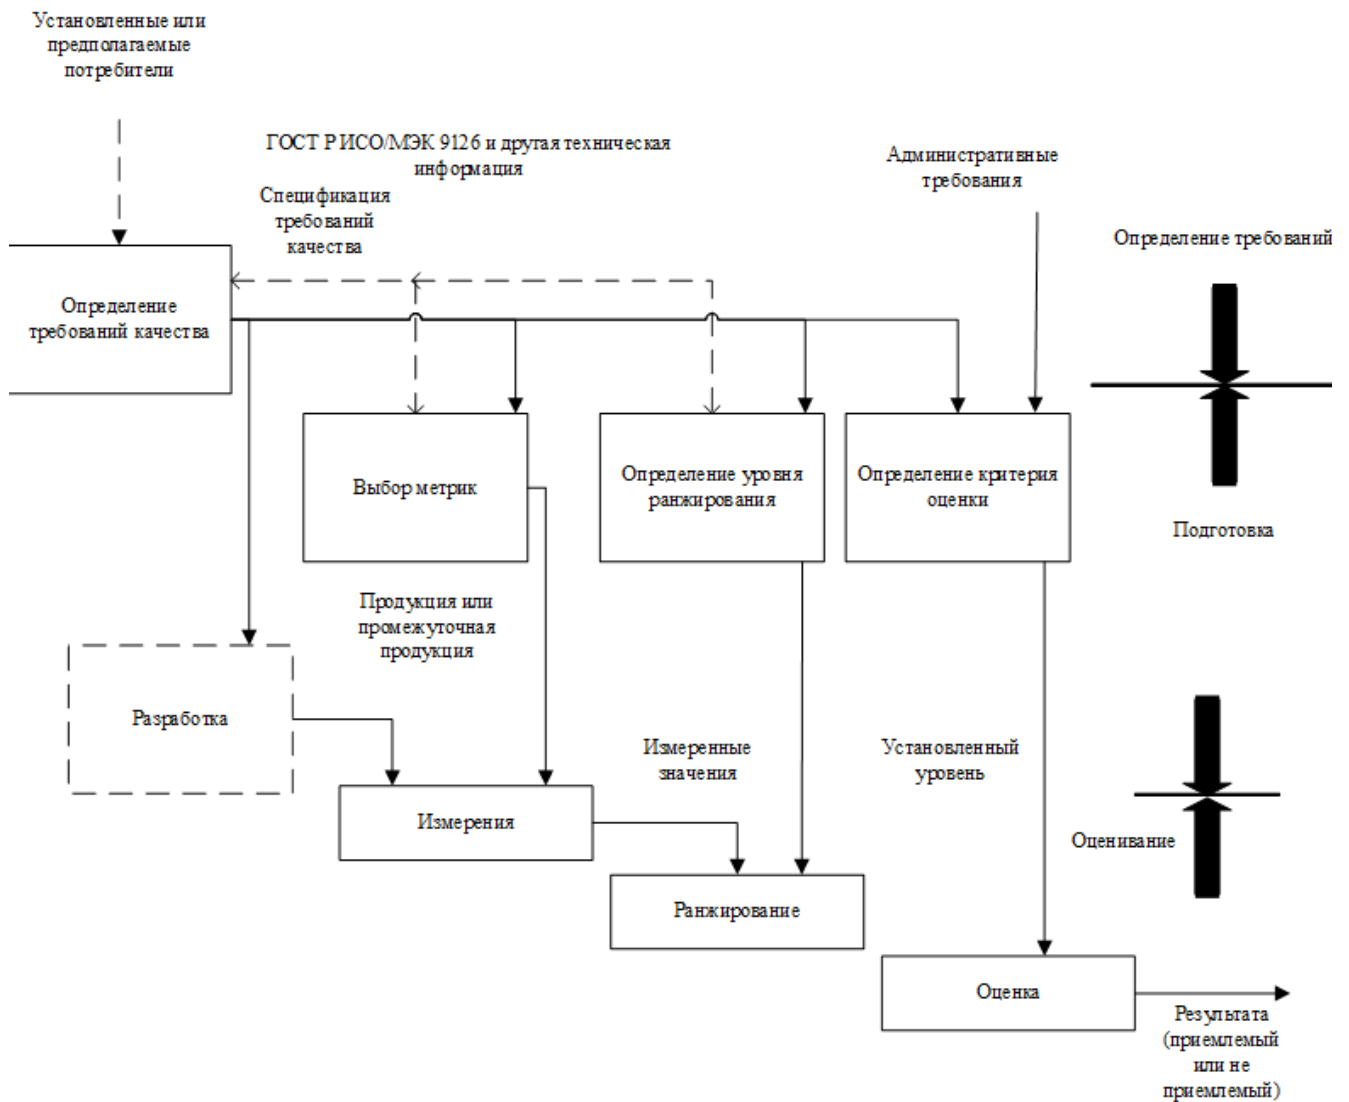 Установленные или
предполагаемые
потребители
ГОСТ Р ИСО/МЭК 9126 и другая техническая
информация
Спецификация
требований
качества
Административные
требования
Определение требований
Определение
требований качества
Выбор метрик
Определение уровня
ранжирования
Определение критерия
оценки
Подготовка
Продукция или
промежуточная
продукция
Разработка
Измеренные
значения
Установленный
уровень
Измерения
Оценивание
Ранжирование
Оценка
Результата
(приемлемый
или не
приемлемый)